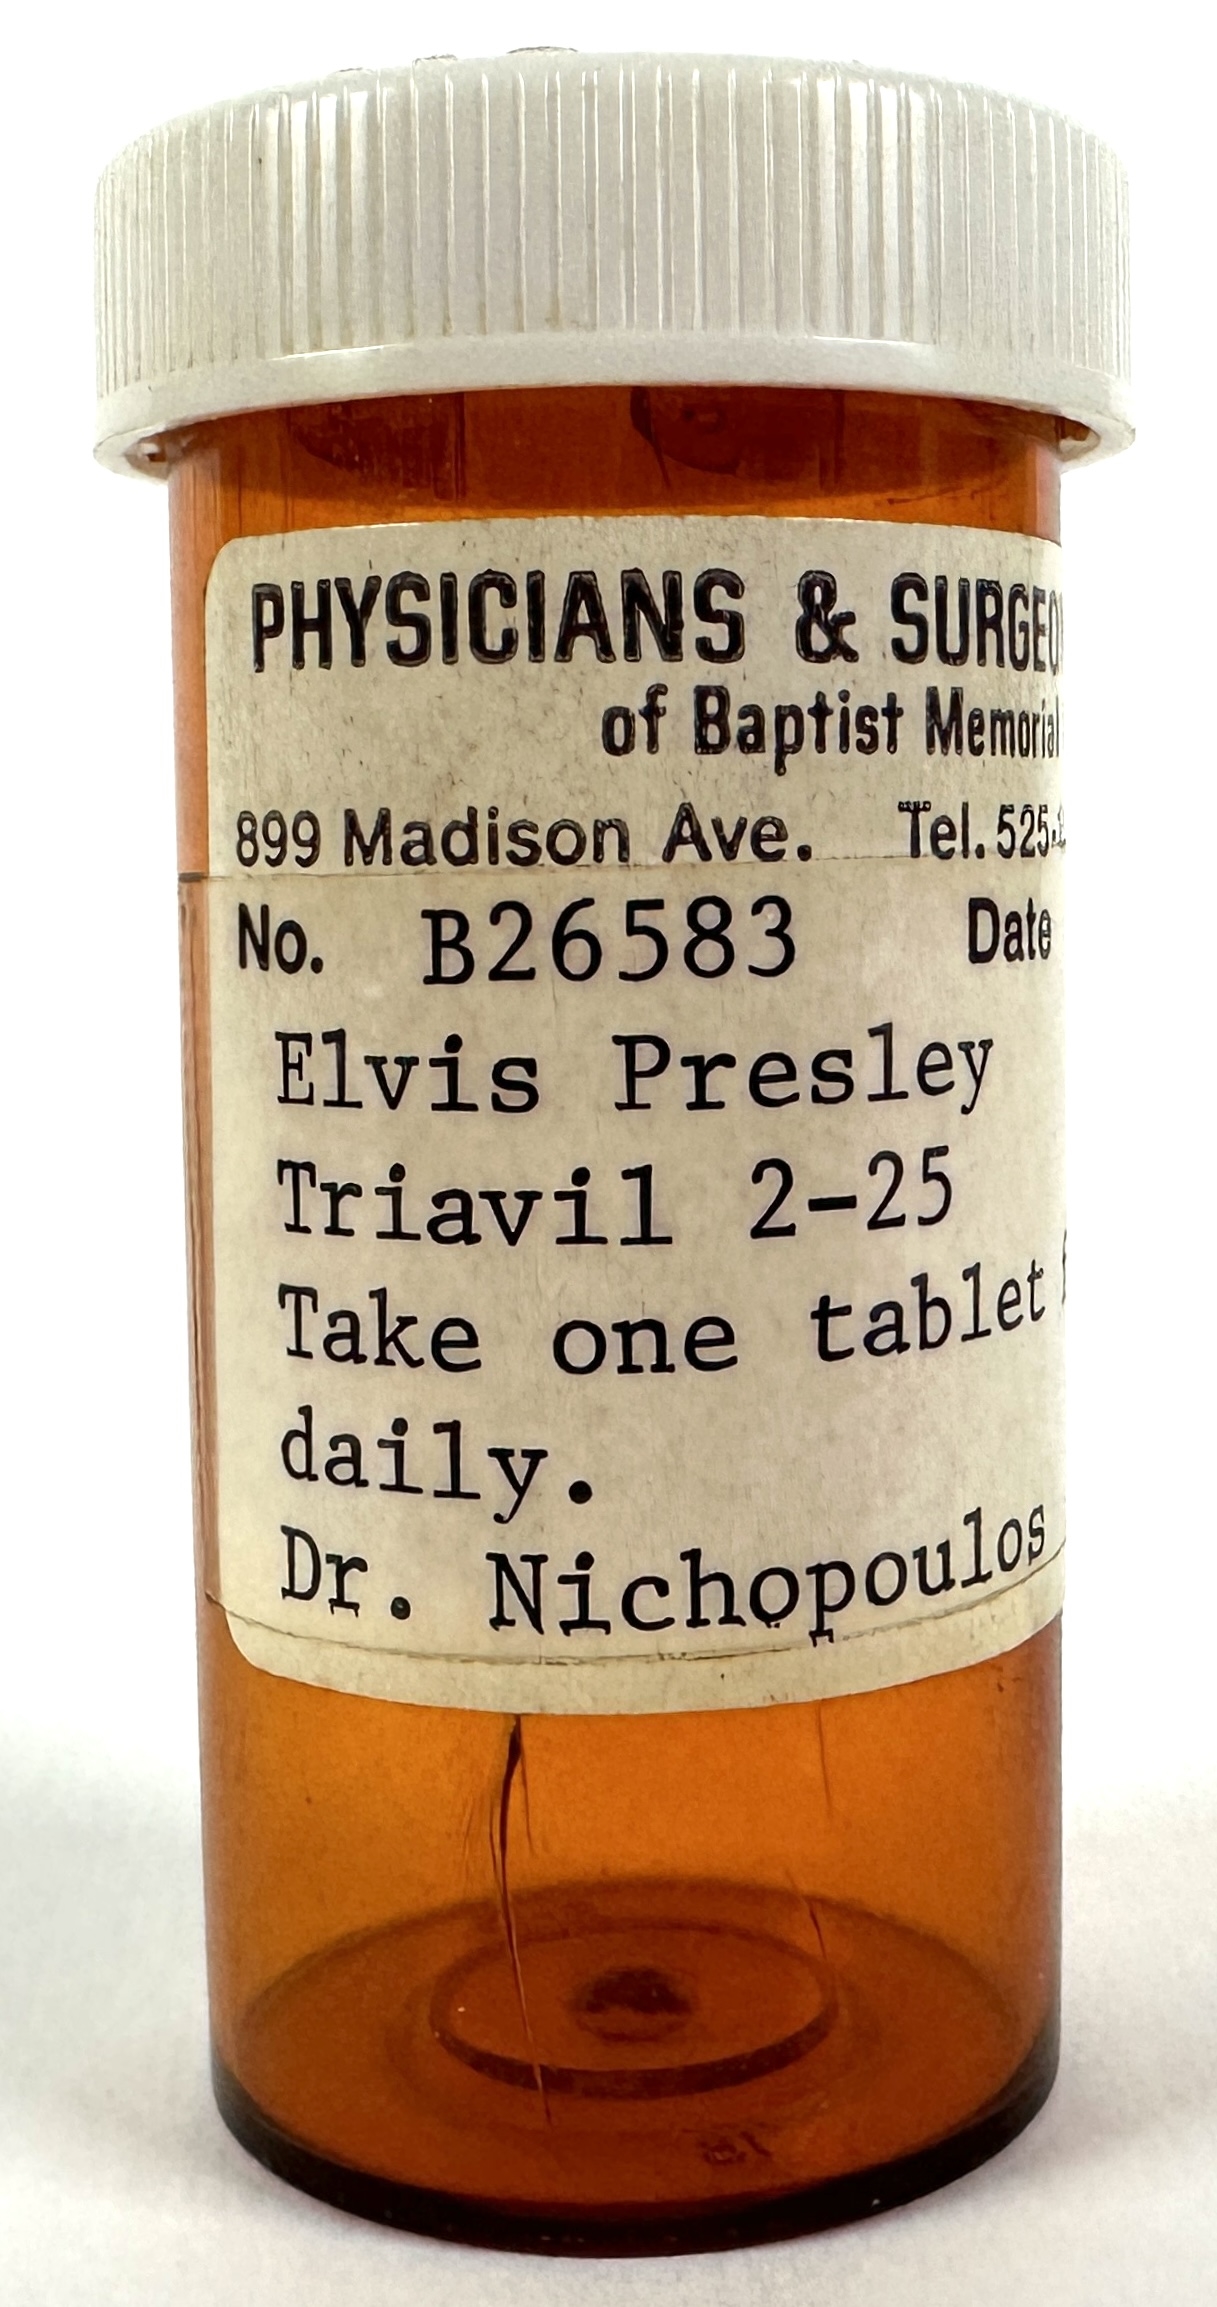 PHYSICIANS & SURGEO
of Baptist Memorial
899 Madison Ave. Tel. 525-
No. B26583 Date
Elvis Presley
Triavil 2-25
Take one tablet
daily.
Dr. Nichopoulos